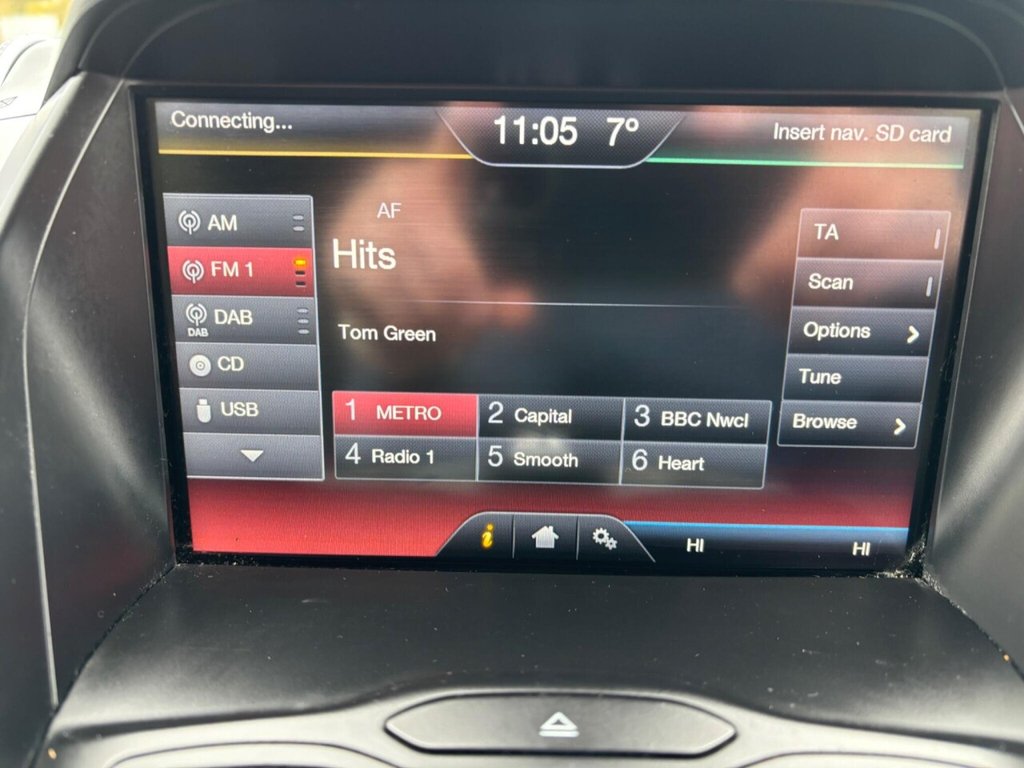 Connecting...
11:05 7º
Insert nav. SD card
AM
FM 1
DAB
DAB
CD
USB
AF
Hits
Tom Green
1 METRO
2 Capital
3 BBC Nwcl
4 Radio 1
5 Smooth
6 Heart
TA
Scan
Options
Tune
Browse
i
HI
HI